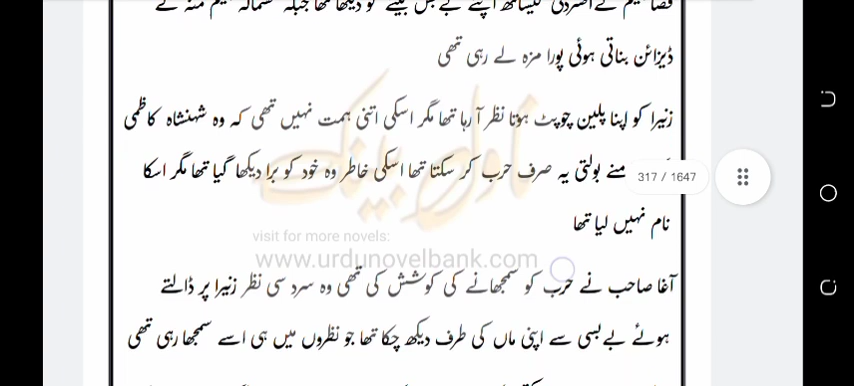 ڈیزائن بناتی ہوئی پورا مزہ لے رہی تھی
زنیرا کو اپنا پلین چوپٹ ہوتا نظر آ رہا تھا مگر اسکی اتنی ہمت نہیں تھی کہ وہ شہنشاہ کاظمی
منے بولتی یہ صرف حرب کر سکتا تھا اسکی خاطر وہ خود کو برا دیکھا گیا تھا مگر اسکا
317 / 1647
نام نہیں لیا تھا
ناول بینک
visit for more novels:
www.urdunovelbank.com
آغا صاحب نے حرب کو سمجھانے کی کوشش کی تھی وہ سرد سی نظر زنیرا پر ڈالتے
ہوئے بےبسی سے اپنی ماں کی طرف دیکھ چکا تھا جو نظروں میں ہی اسے سمجھا رہی تھی